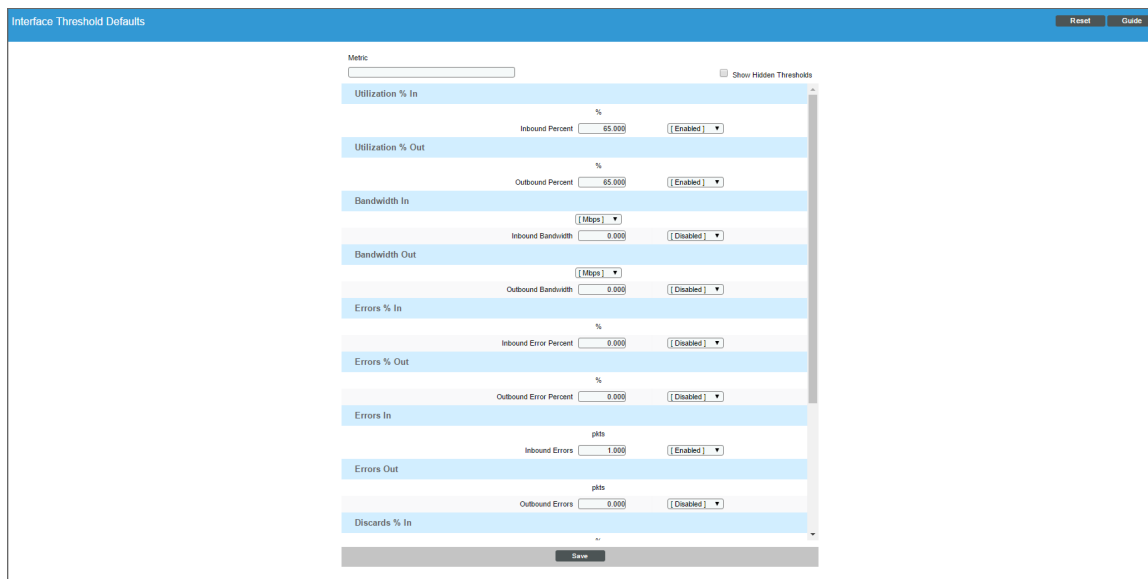 Interface Threshold Defaults
Reset
Guide
Metric
Show Hidden Thresholds
Utilization % In
%
Inbound Percent 65.000 [ Enabled ]
Utilization % Out
%
Outbound Percent 65.000 [ Enabled ]
Bandwidth In
[ Mbps ]
Inbound Bandwidth 0.000 [ Disabled ]
Bandwidth Out
[ Mbps ]
Outbound Bandwidth 0.000 [ Disabled ]
Errors % In
%
Inbound Error Percent 0.000 [ Disabled ]
Errors % Out
%
Outbound Error Percent 0.000 [ Disabled ]
Errors In
pkts
Inbound Errors 1.000 [ Enabled ]
Errors Out
pkts
Outbound Errors 0.000 [ Disabled ]
Discards % In
Save